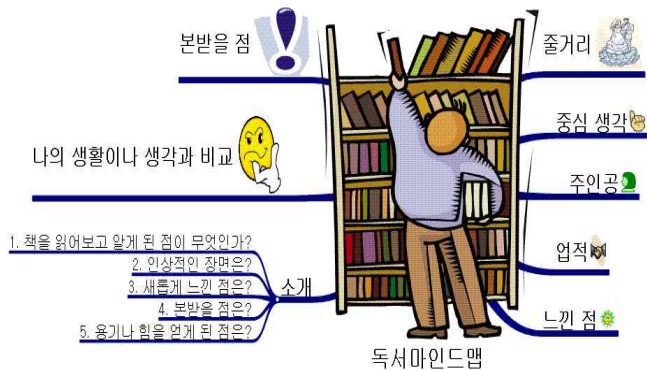 본받을 점
줄거리
중심 생각
나의 생활이나 생각과 비교
주인공
1. 책을 읽어보고 알게 된 점이 무엇인가?
2. 인상적인 장면은?
3. 새롭게 느낀 점은?
4. 본받을 점은?
5. 용기나 힘을 얻게 된 점은?
소개
업적
느낀 점
독서마인드맵